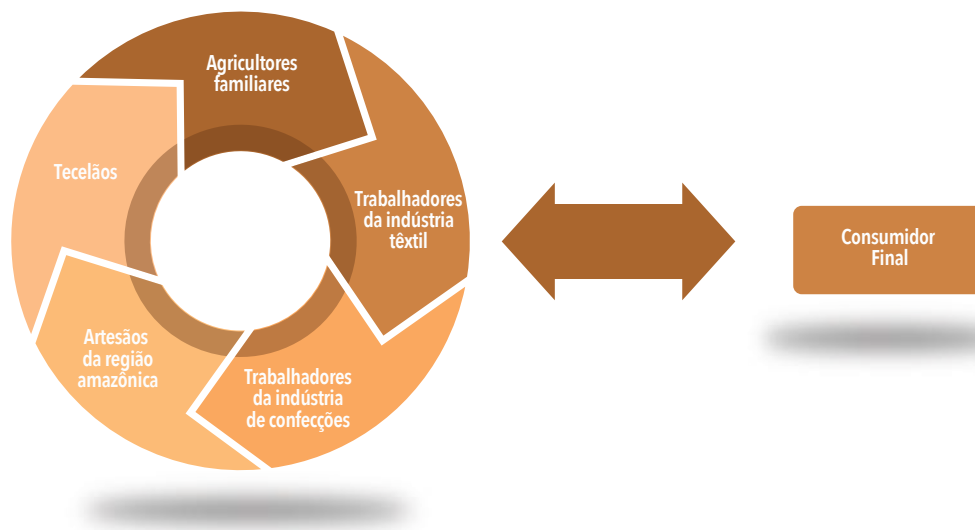 Agricultores
familiares
Trabalhadores
da indústria
têxtil
Trabalhadores
da indústria
de confecções
Artesãos
da região
amazônica
Tecelãos
Consumidor
Final